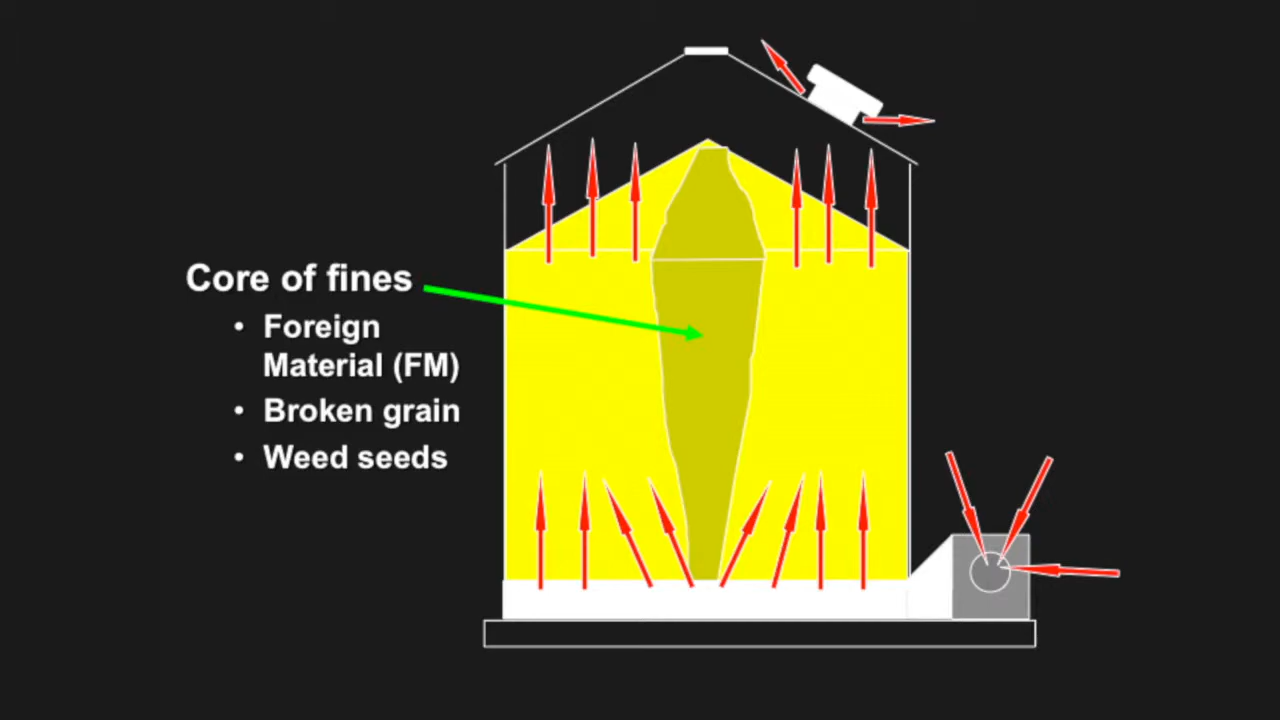 Core of fines
• Foreign
Material (FM)
• Broken grain
• Weed seeds